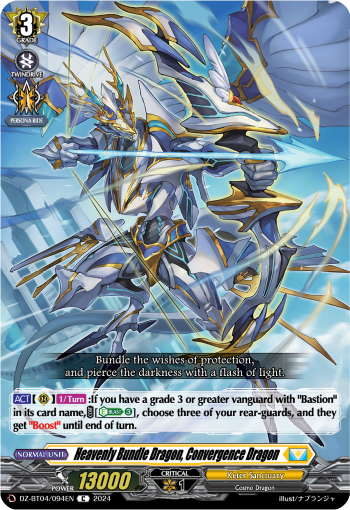 3
GRADE
TWINDRIVE
PERSONA RIDE
Bundle the wishes of protection,
and pierce the darkness with a flash of light.
ACT 1/Turn :If you have a grade 3 or greater vanguard with "Bastion"
in its card name, 3, choose three of your rear-guards, and they
get "Boost" until end of turn.
NORMAL UNIT Heavenly Bundle Dragon, Convergence Dragon
POWER 13000 CRITICAL 1 Keter Sanctuary
Cosmo Dragon
DZ-BT04/094EN C 2024 illust/ナブランジャ